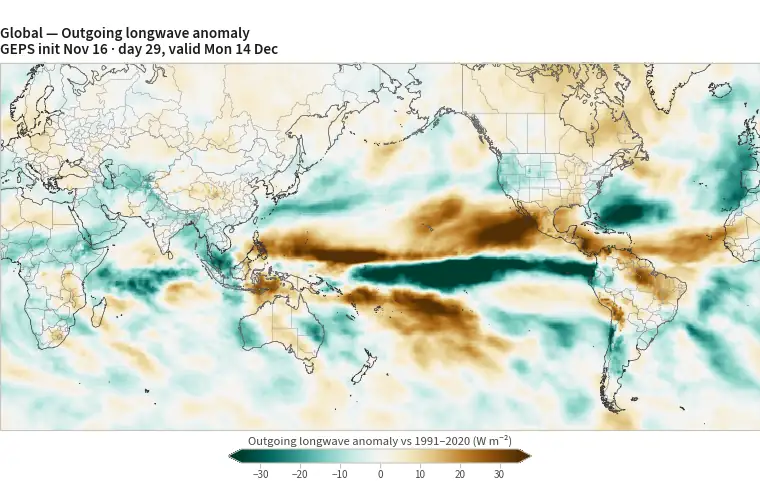 Global — Outgoing longwave anomaly
GEPS init Nov 16 · day 29, valid Mon 14 Dec
Outgoing longwave anomaly vs 1991–2020 (W m⁻²)
−30 −20 −10 0 10 20 30